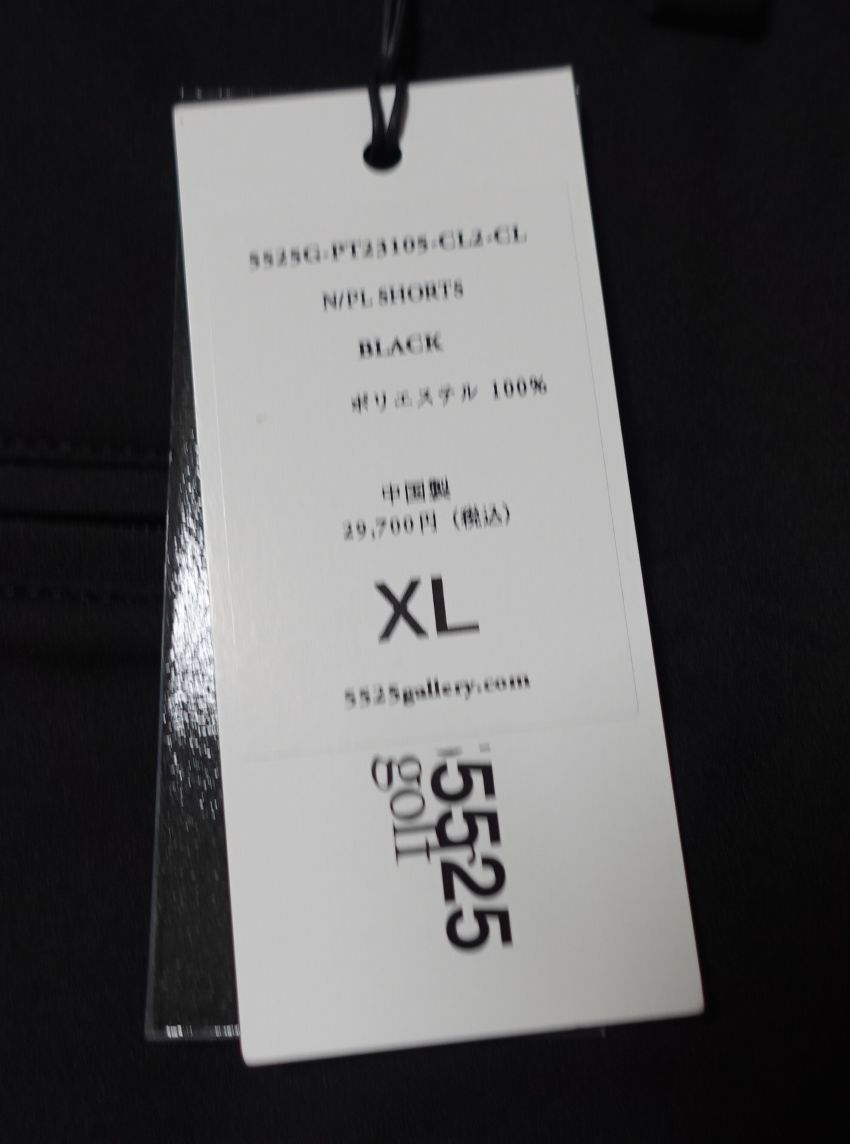 5525G-PT23105-CL2-CL
N/PL SHORTS
BLACK
ポリエステル 100%
中国製
29,700円（税込）
XL
5525gallery.com
5525
golf